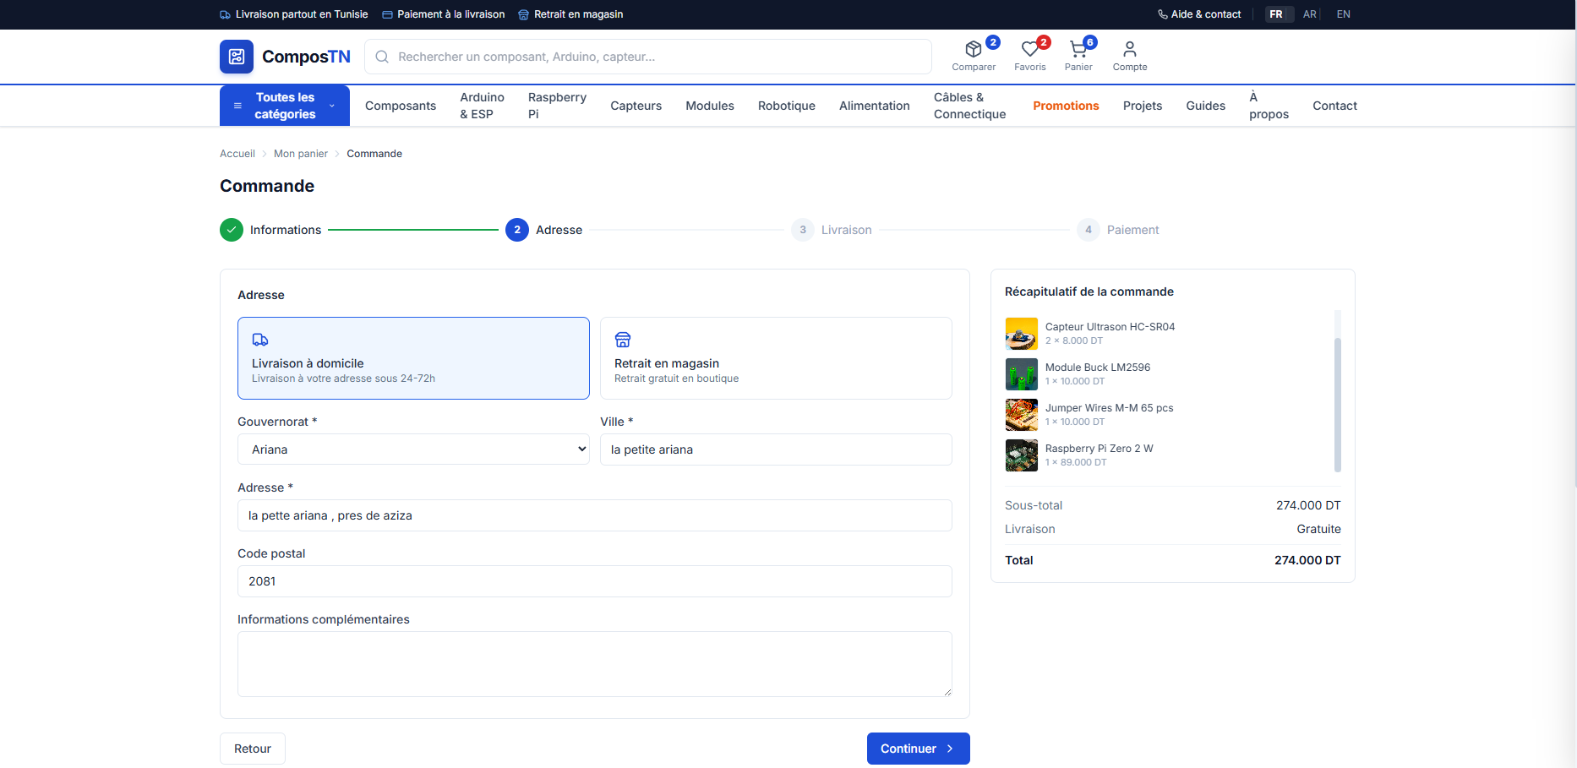 Livraison partout en Tunisie
Paiement à la livraison
Retrait en magasin
Aide & contact
FR
AR
EN
ComposTN
Rechercher un composant, Arduino, capteur...
2
Comparer
2
Favoris
6
Panier
Compte
Toutes les
catégories
Composants
Arduino
& ESP
Raspberry
Pi
Capteurs
Modules
Robotique
Alimentation
Câbles &
Connectique
Promotions
Projets
Guides
À
propos
Contact
Accueil
Mon panier
Commande
Commande
Informations
2
Adresse
3
Livraison
4
Paiement
Adresse
Livraison à domicile
Livraison à votre adresse sous 24-72h
Retrait en magasin
Retrait gratuit en boutique
Gouvernorat *
Ariana
Ville *
la petite ariana
Adresse *
la pette ariana , pres de aziza
Code postal
2081
Informations complémentaires
Retour
Continuer
Récapitulatif de la commande
Capteur Ultrason HC-SR04
2 × 8.000 DT
Module Buck LM2596
1 × 10.000 DT
Jumper Wires M-M 65 pcs
1 × 10.000 DT
Raspberry Pi Zero 2 W
1 × 89.000 DT
Sous-total 274.000 DT
Livraison Gratuite
Total 274.000 DT